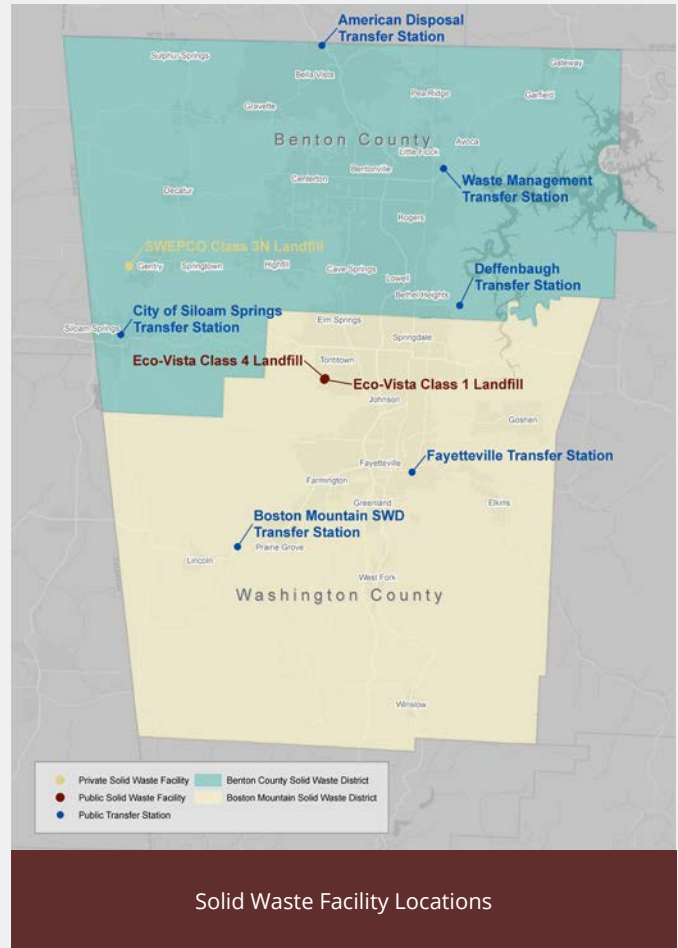 American Disposal
Transfer Station
Sulphur Springs
Gateway
Bella Vista
Pea Ridge
Garfield
Gravette
Benton County
Avoca
Little Flock
Bentonville
Centerton
Waste Management
Transfer Station
Decatur
Rogers
SWEPCO Class 3N Landfill
Gentry
Springtown
Highfill
Cave Springs
Lowell
Deffenbaugh
Transfer Station
Bethel Heights
City of Siloam Springs
Transfer Station
Siloam Springs
Elm Springs
Springdale
Eco-Vista Class 4 Landfill
Tontitown
Eco-Vista Class 1 Landfill
Johnson
Goshen
Fayetteville Transfer Station
Fayetteville
Farmington
Greenland
Elkins
Boston Mountain SWD
Transfer Station
Prairie Grove
Lincoln
West Fork
Washington County
Winslow
Private Solid Waste Facility
Benton County Solid Waste District
Public Solid Waste Facility
Boston Mountain Solid Waste District
Public Transfer Station
Solid Waste Facility Locations